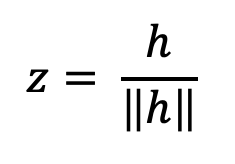 z = h / ‖h‖